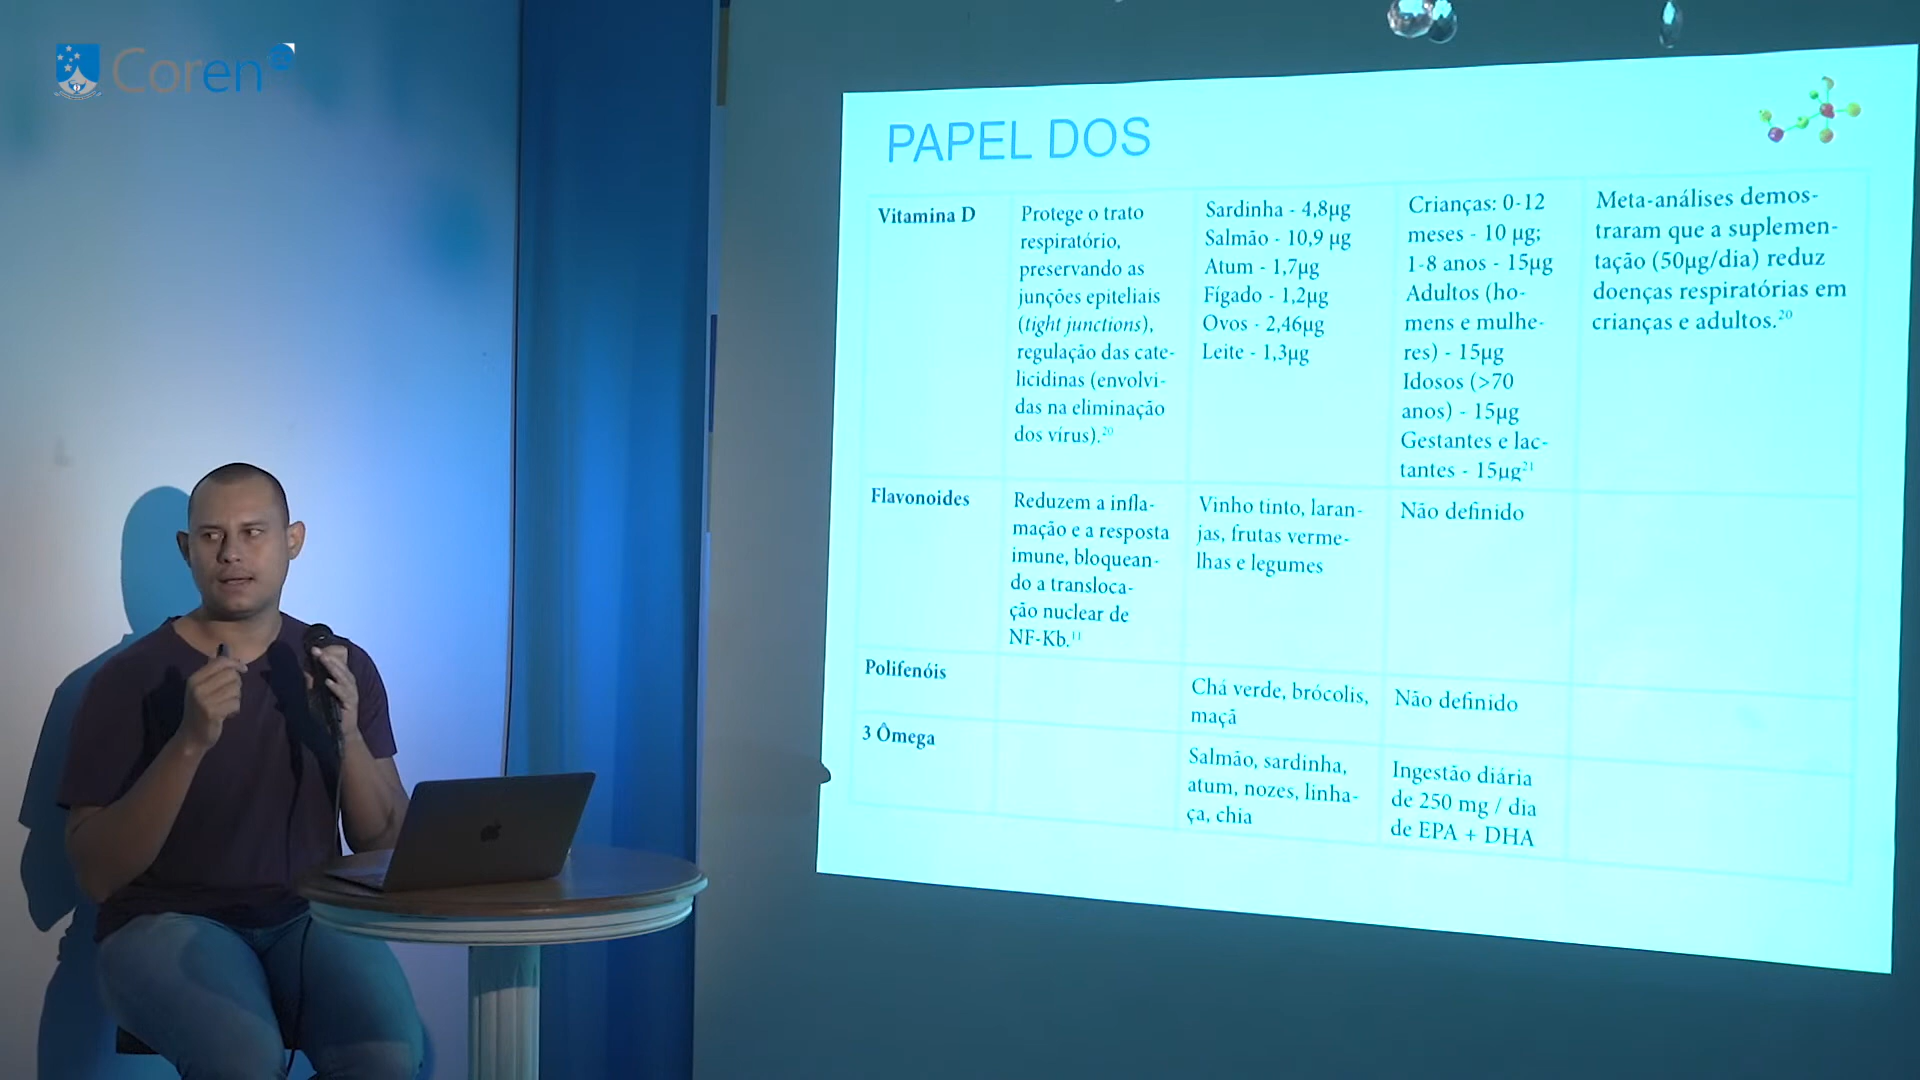 Coren
PAPEL DOS
Vitamina D
Protege o trato
respiratório,
preservando as
junções epiteliais
(tight junctions),
regulação das cate-
licidinas (envolvi-
das na eliminação
dos vírus).20
Sardinha - 4,8µg
Salmão - 10,9 µg
Atum - 1,7µg
Fígado - 1,2µg
Ovos - 2,46µg
Leite - 1,3µg
Crianças: 0-12
meses - 10 µg;
1-8 anos - 15µg
Adultos (ho-
mens e mulhe-
res) - 15µg
Idosos (>70
anos) - 15µg
Gestantes e lac-
tantes - 15µg21
Meta-análises demos-
traram que a suplemen-
tação (50µg/dia) reduz
doenças respiratórias em
crianças e adultos.20
Flavonoides
Reduzem a infla-
mação e a resposta
imune, bloquean-
do a transloca-
ção nuclear de
NF-Kb.11
Vinho tinto, laran-
jas, frutas verme-
lhas e legumes
Não definido
Polifenóis
Chá verde, brócolis,
maçã
Não definido
3 Ômega
Salmão, sardinha,
atum, nozes, linha-
ça, chia
Ingestão diária
de 250 mg / dia
de EPA + DHA